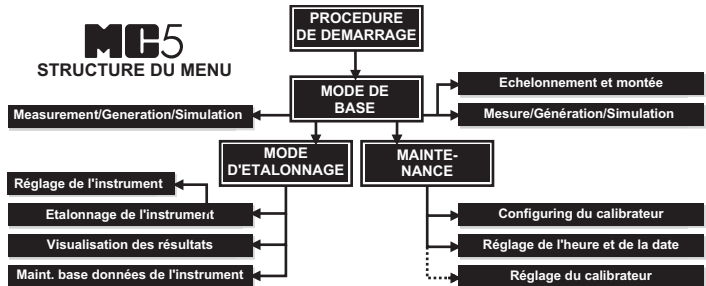 PROCEDURE
DE DEMARRAGE
MC5
STRUCTURE DU MENU
MODE DE
BASE
Echelonnement et montée
Measurement/Generation/Simulation
Mesure/Génération/Simulation
MODE
D'ETALONNAGE
MAINTE-
NANCE
Réglage de l'instrument
Etalonnage de l'instrument
Visualisation des résultats
Maint. base données de l'instrument
Configuring du calibrateur
Réglage de l'heure et de la date
Réglage du calibrateur